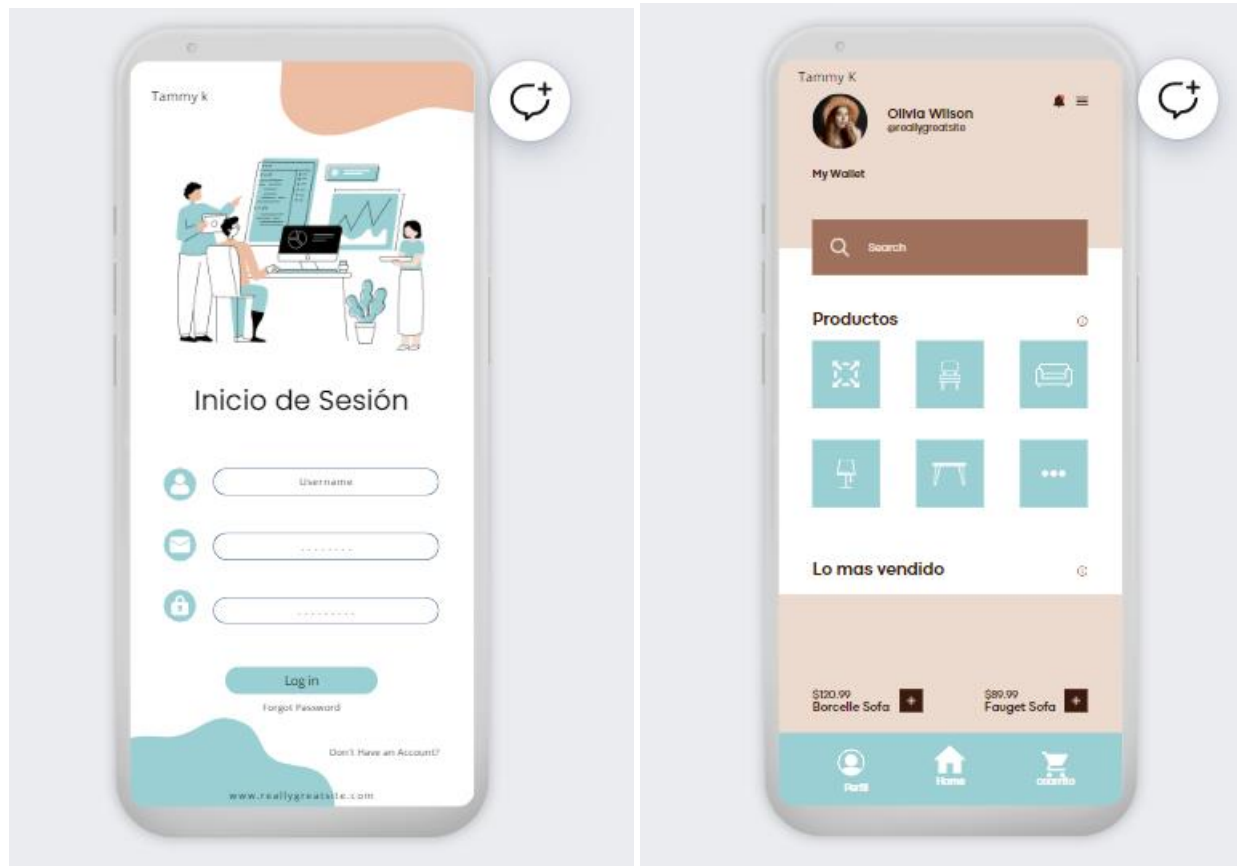 Tammy k
Inicio de Sesión
Username
Log in
Forgot Password
Don't Have an Account?
www.reallygreatsite.com
Tammy K
Olivia Wilson
@reallygreatsite
My Wallet
Search
Productos
Lo mas vendido
$120.99
Borcelle Sofa
$89.99
Fauget Sofa
Perfil
Home
carrito